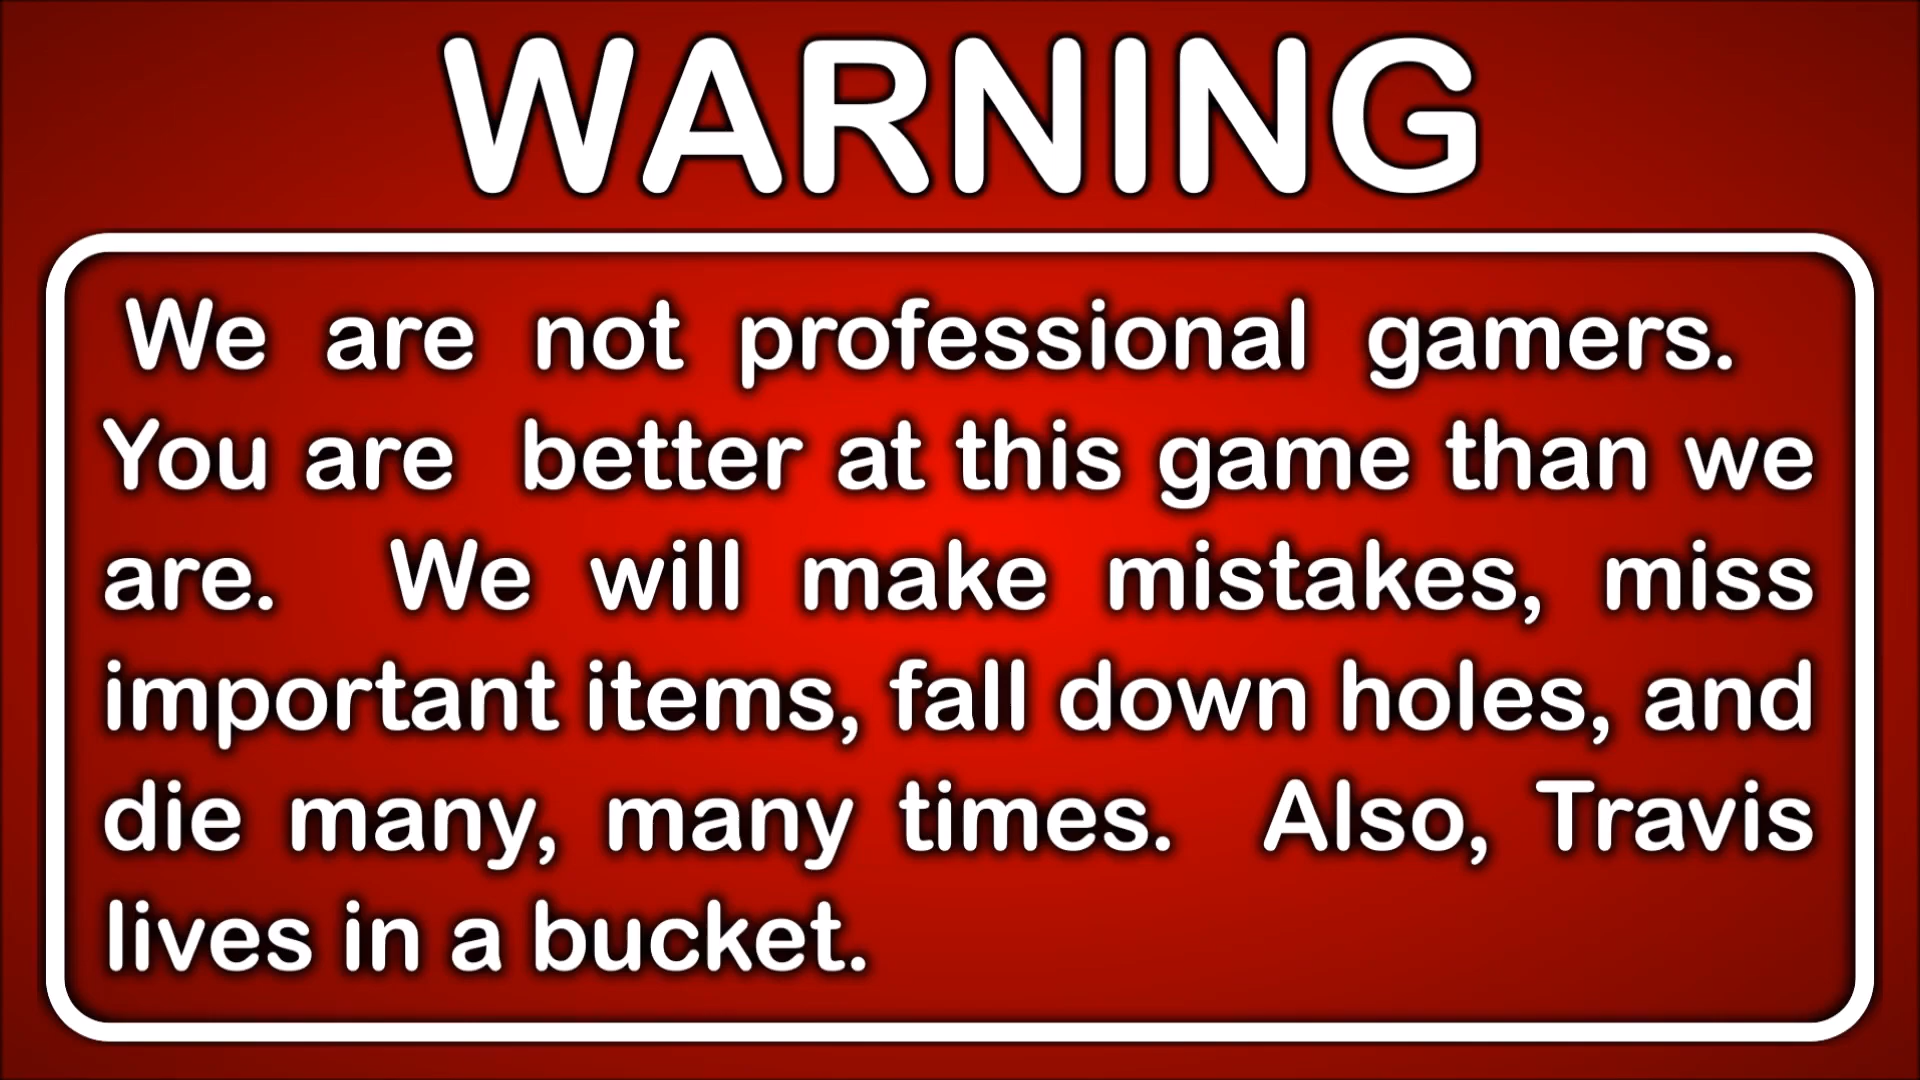 WARNING
We are not professional gamers.
You are better at this game than we
are. We will make mistakes, miss
important items, fall down holes, and
die many, many times. Also, Travis
lives in a bucket.